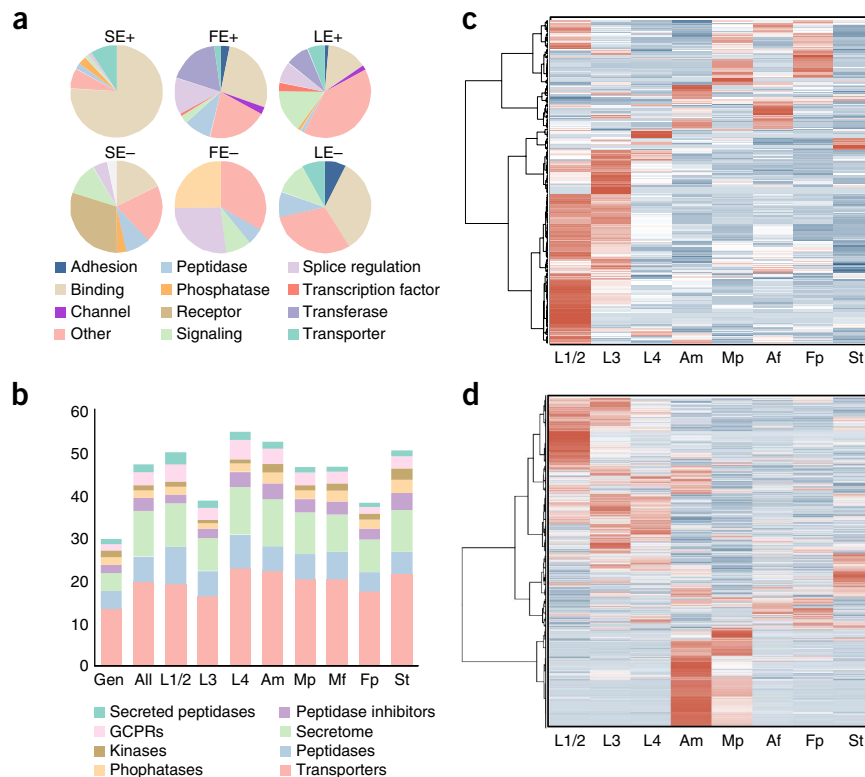 a
SE+ FE+ LE+
SE– FE– LE–
Adhesion Peptidase Splice regulation
Binding Phosphatase Transcription factor
Channel Receptor Transferase
Other Signaling Transporter
b
60
50
40
30
20
10
0
Gen All L1/2 L3 L4 Am Mp Mf Fp St
Secreted peptidases Peptidase inhibitors
GCPRs Secretome
Kinases Peptidases
Phophatases Transporters
c
L1/2 L3 L4 Am Mp Af Fp St
d
L1/2 L3 L4 Am Mp Af Fp St